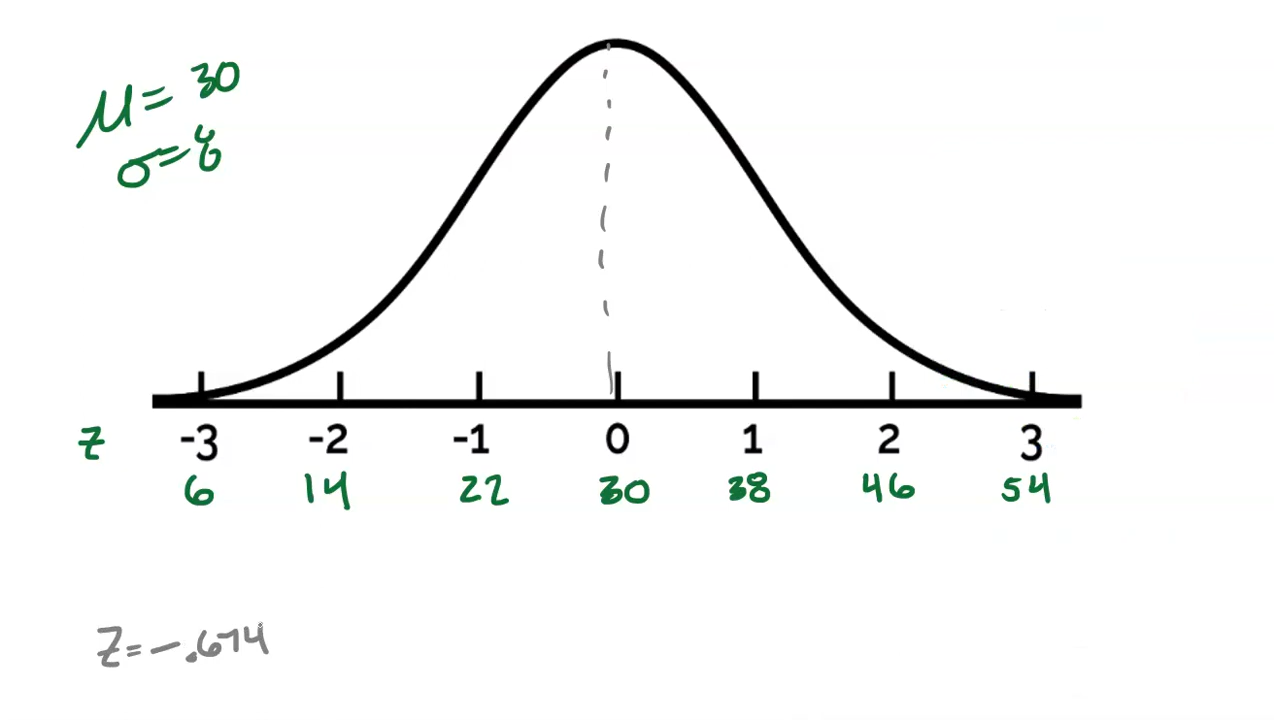 μ = 30
σ = 8
z -3 -2 -1 0 1 2 3
6 14 22 30 38 46 54
z = -.674